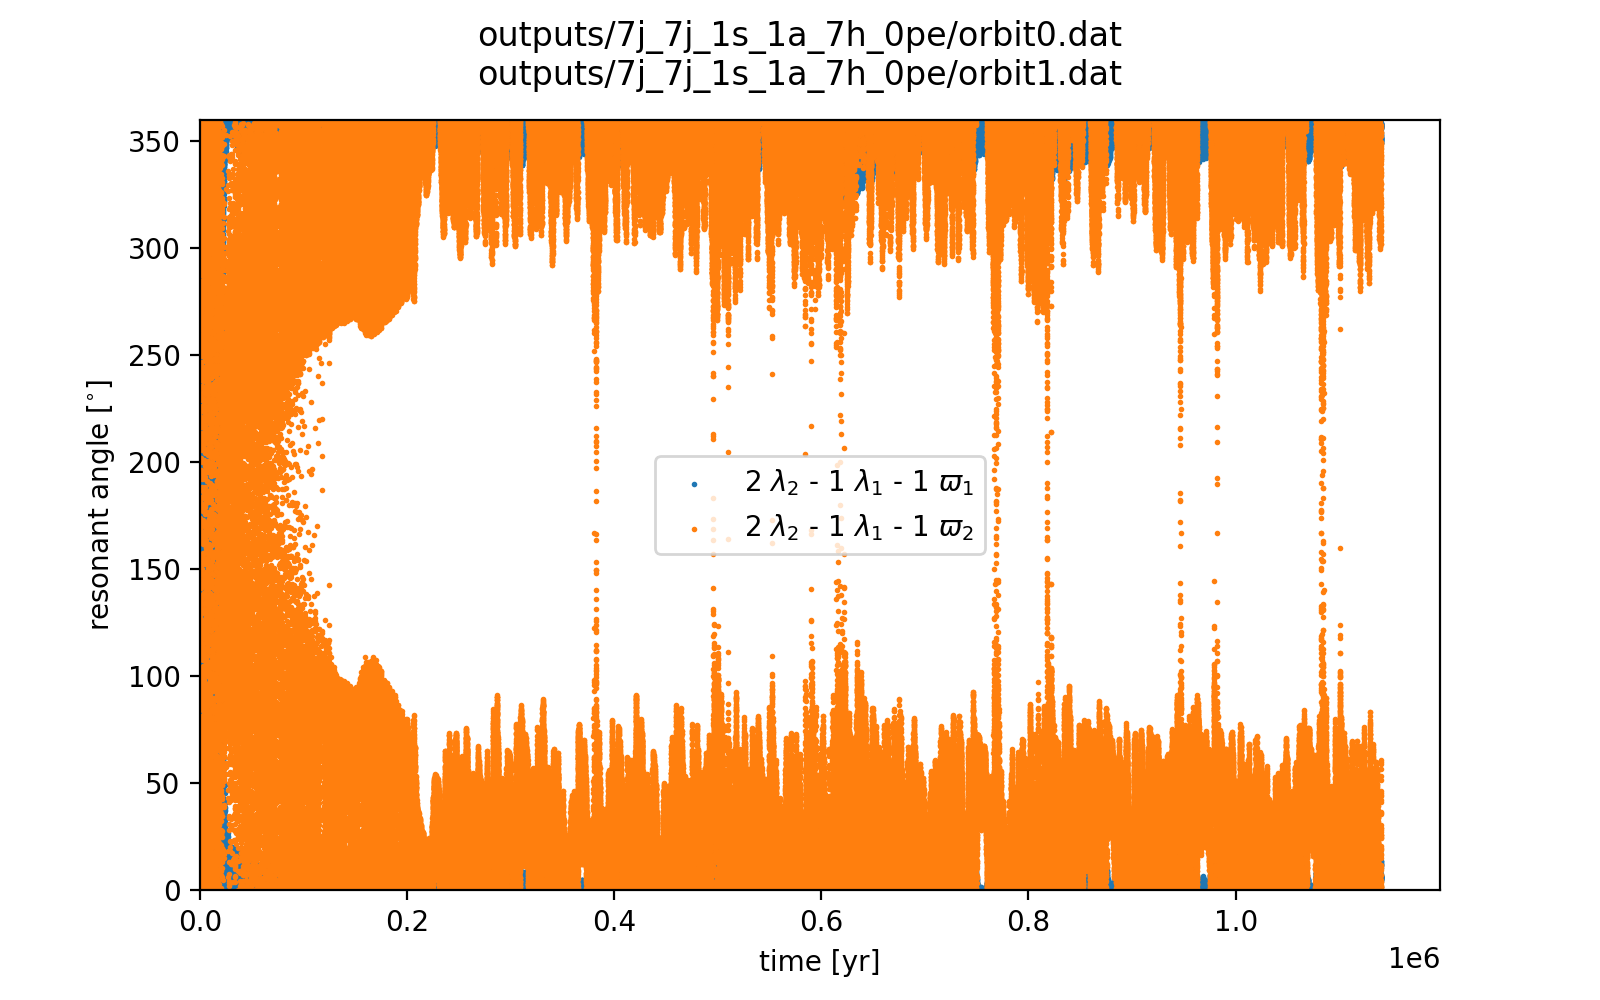 outputs/7j_7j_1s_1a_7h_0pe/orbit0.dat
outputs/7j_7j_1s_1a_7h_0pe/orbit1.dat
350
300
250
200
150
100
50
0
resonant angle [°]
2 λ₂ - 1 λ₁ - 1 ϖ₁
2 λ₂ - 1 λ₁ - 1 ϖ₂
0.0 0.2 0.4 0.6 0.8 1.0
time [yr]
1e6